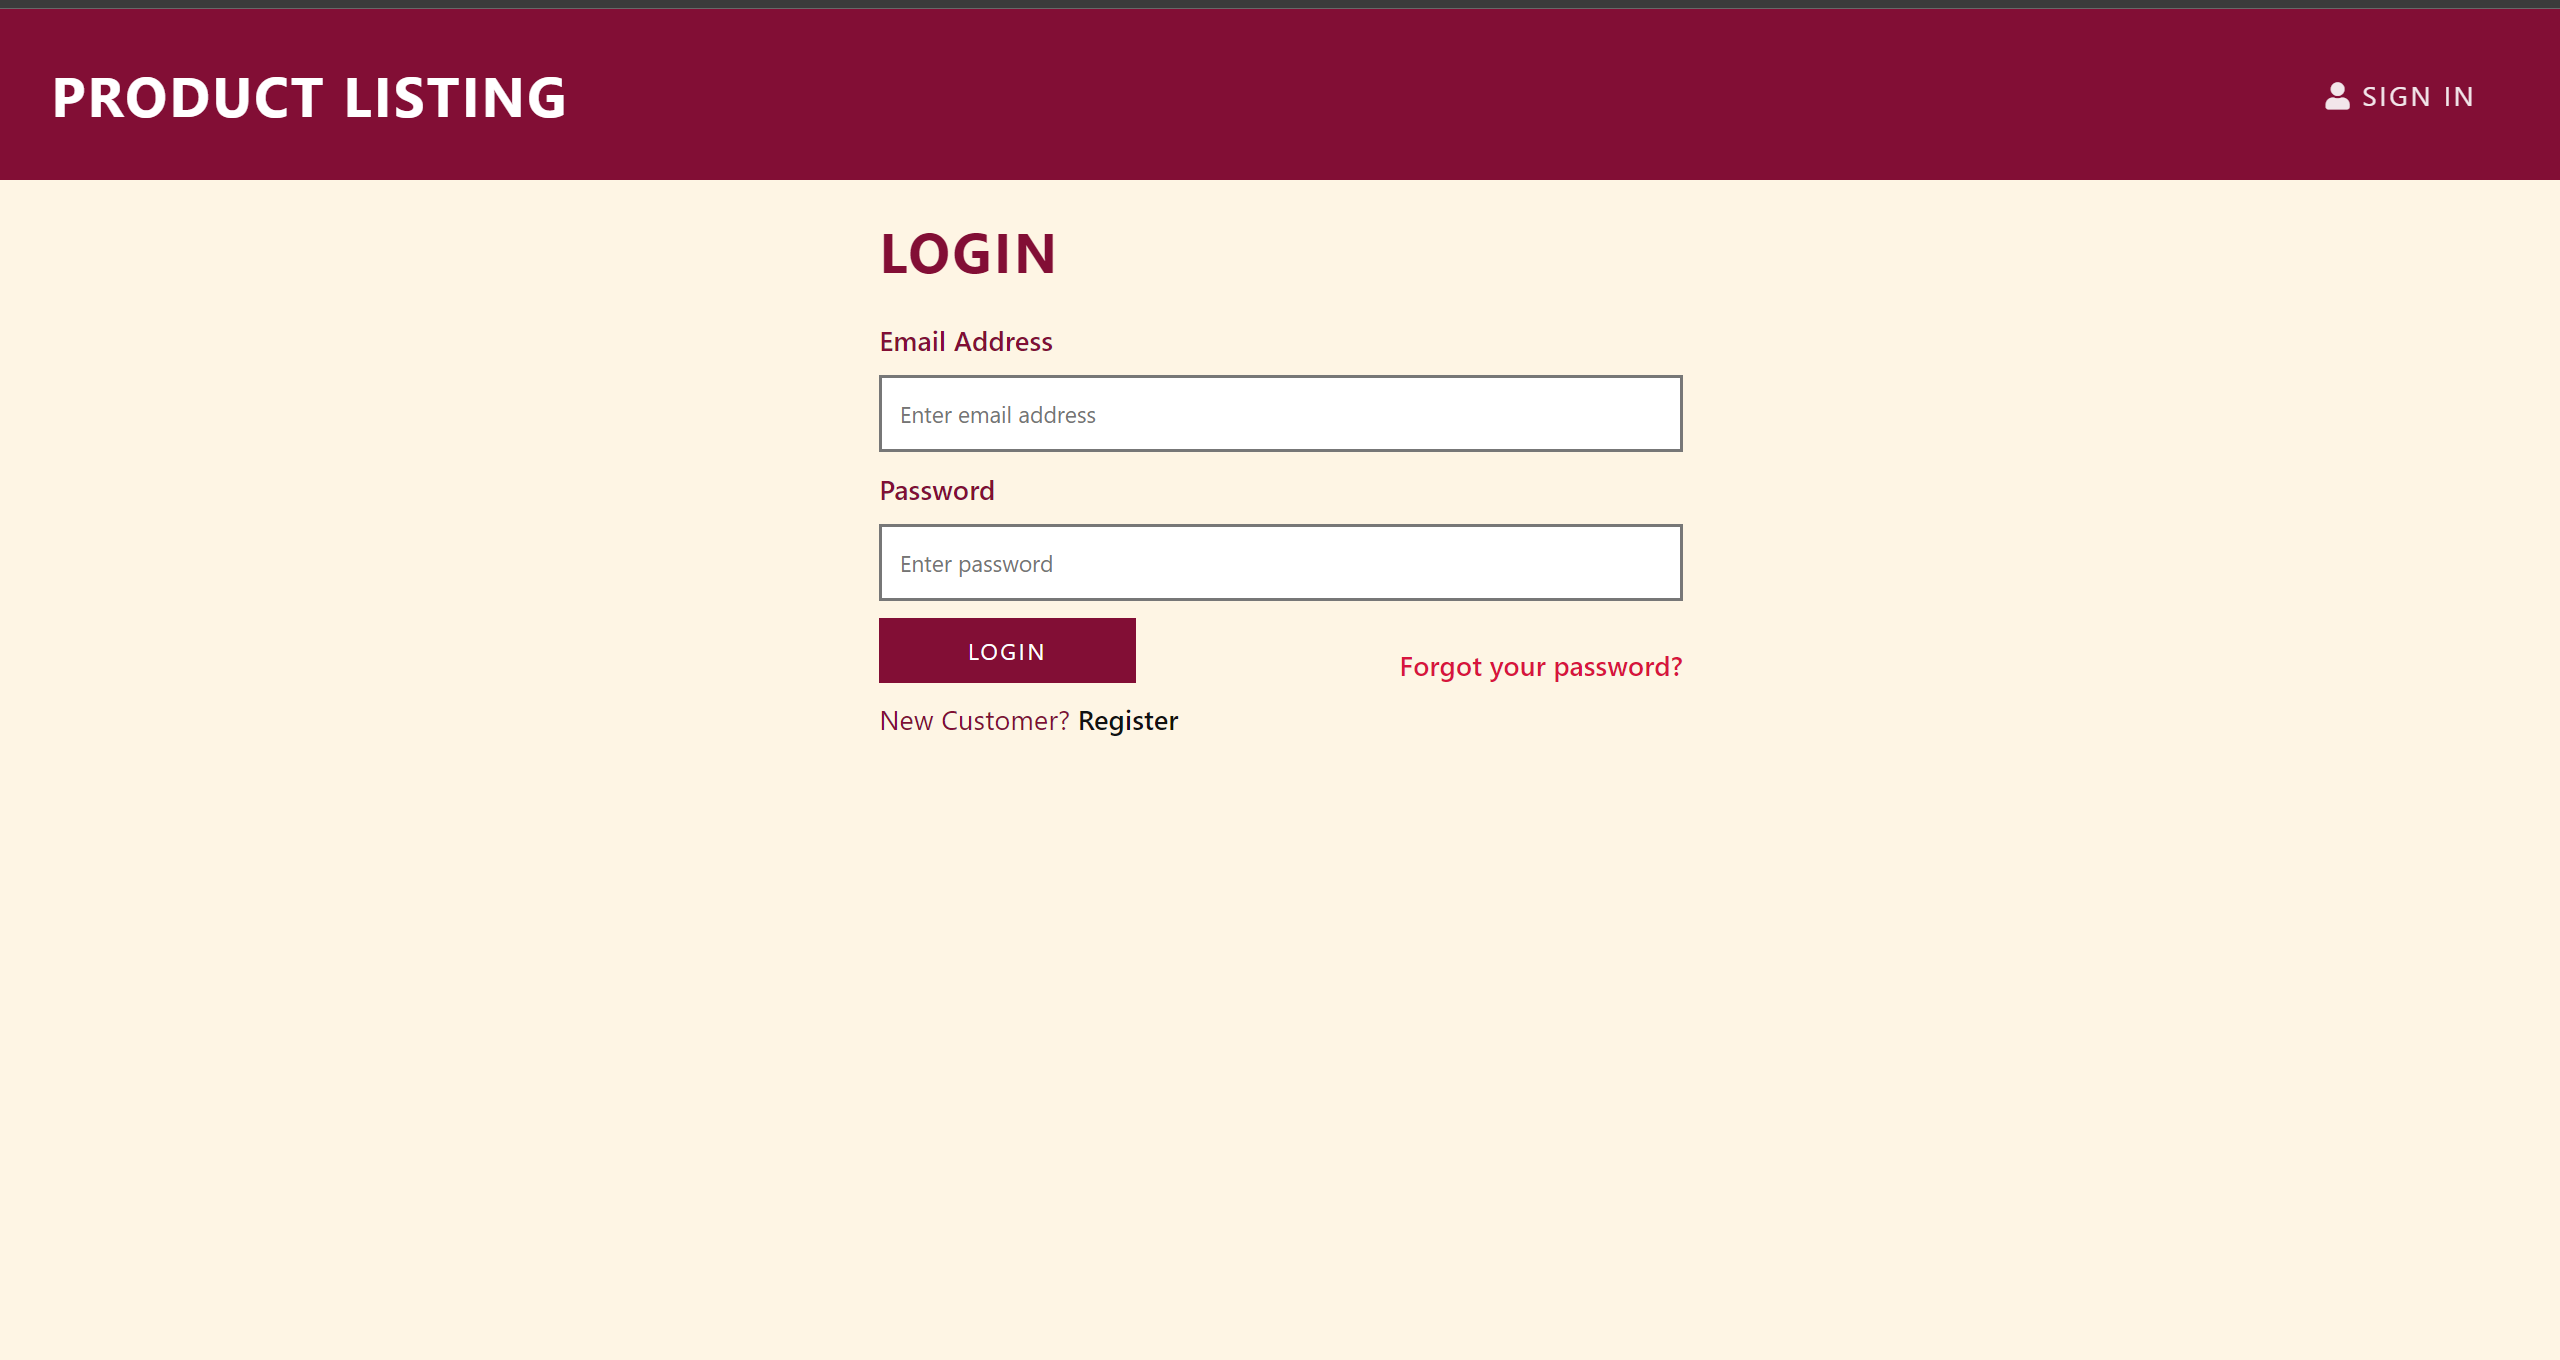 PRODUCT LISTING
SIGN IN
LOGIN
Email Address
Enter email address
Password
Enter password
LOGIN
Forgot your password?
New Customer? Register